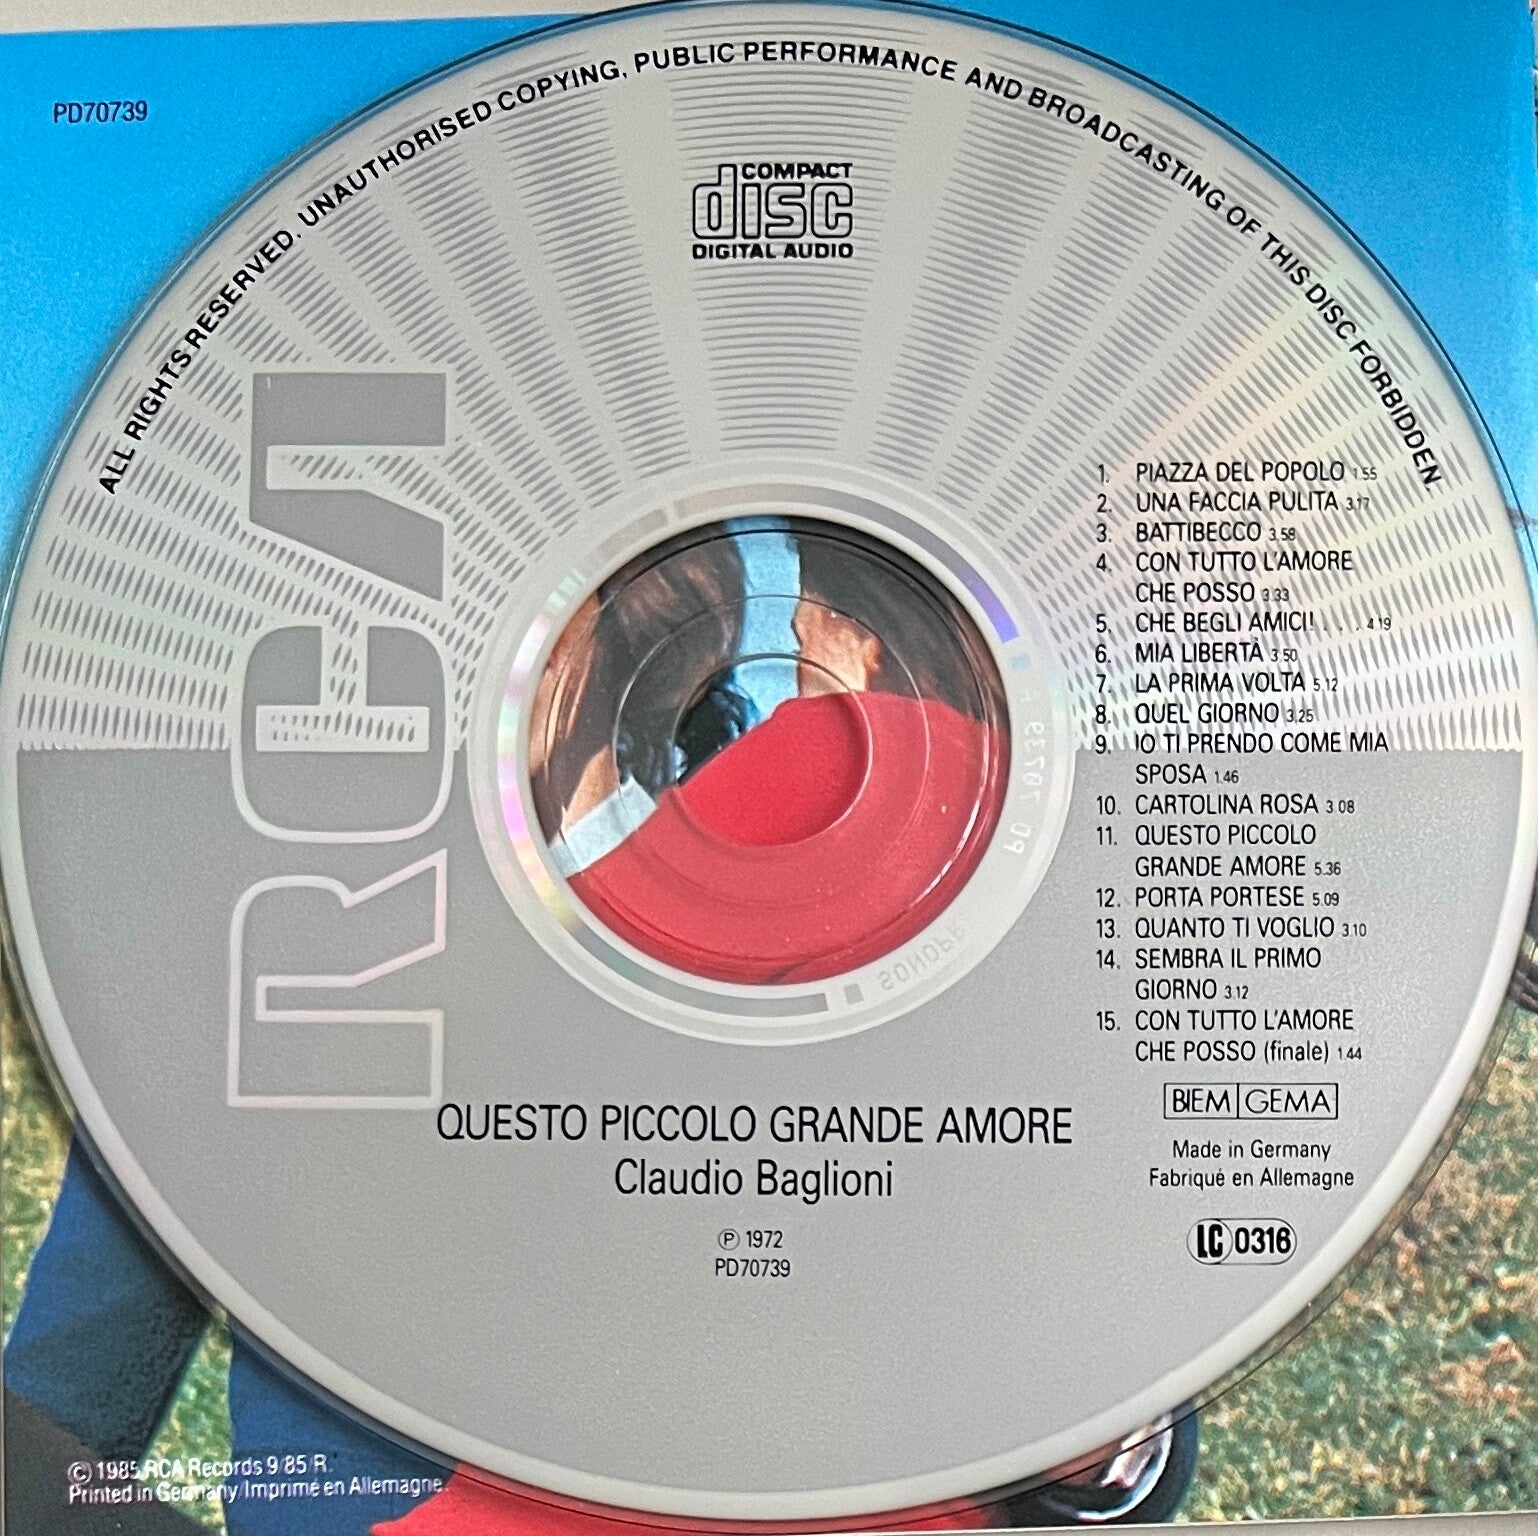 PD70739
ALL RIGHTS RESERVED. UNAUTHORISED COPYING, PUBLIC PERFORMANCE AND BROADCASTING OF THIS DISC FORBIDDEN.
COMPACT
disc
DIGITAL AUDIO
RCA
1. PIAZZA DEL POPOLO 1.55
2. UNA FACCIA PULITA 3.17
3. BATTIBECCO 3.58
4. CON TUTTO L'AMORE
CHE POSSO 3.33
5. CHE BEGLI AMICI! . . . 4.19
6. MIA LIBERTÀ 3.50
7. LA PRIMA VOLTA 5.12
8. QUEL GIORNO 3.25
9. IO TI PRENDO COME MIA
SPOSA 1.46
10. CARTOLINA ROSA 3.08
11. QUESTO PICCOLO
GRANDE AMORE 5.36
12. PORTA PORTESE 5.09
13. QUANTO TI VOGLIO 3.10
14. SEMBRA IL PRIMO
GIORNO 3.12
15. CON TUTTO L'AMORE
CHE POSSO (finale) 1.44
BIEM GEMA
Made in Germany
Fabriqué en Allemagne
LC 0316
QUESTO PICCOLO GRANDE AMORE
Claudio Baglioni
℗ 1972
PD70739
© 1985 RCA Records 9/85 R.
Printed in Germany/Imprimé en Allemagne.